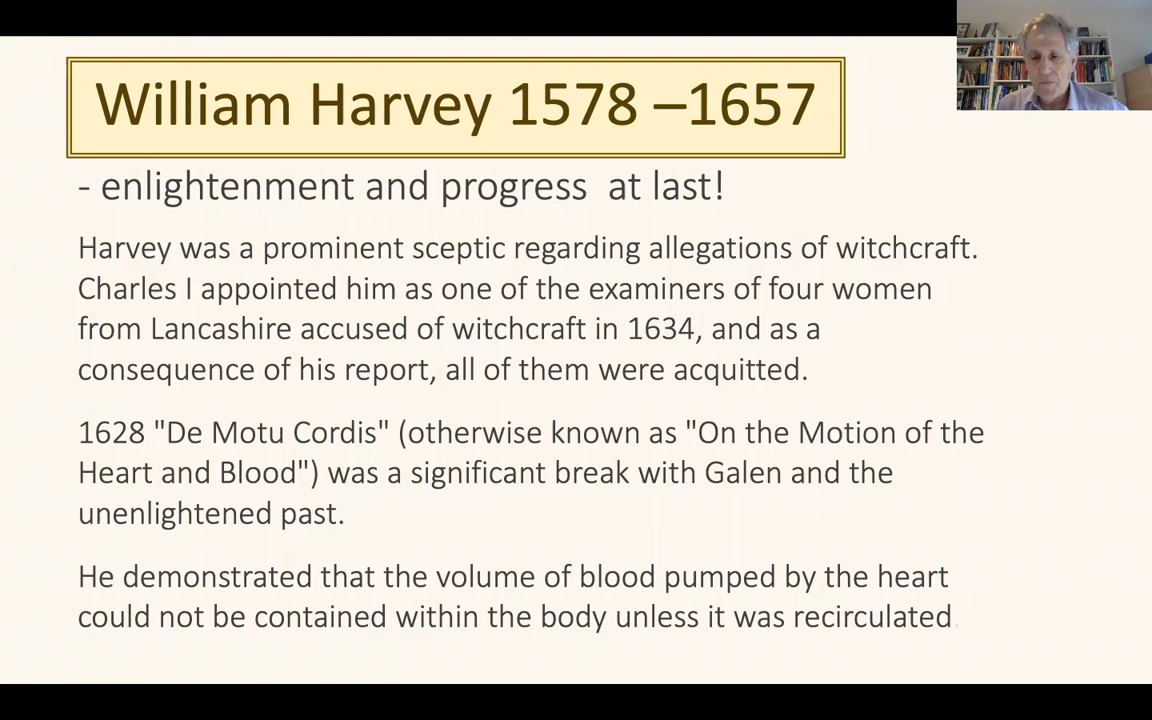 William Harvey 1578 –1657
- enlightenment and progress  at last!
Harvey was a prominent sceptic regarding allegations of witchcraft.
Charles I appointed him as one of the examiners of four women
from Lancashire accused of witchcraft in 1634, and as a
consequence of his report, all of them were acquitted.
1628 "De Motu Cordis" (otherwise known as "On the Motion of the
Heart and Blood") was a significant break with Galen and the
unenlightened past.
He demonstrated that the volume of blood pumped by the heart
could not be contained within the body unless it was recirculated.